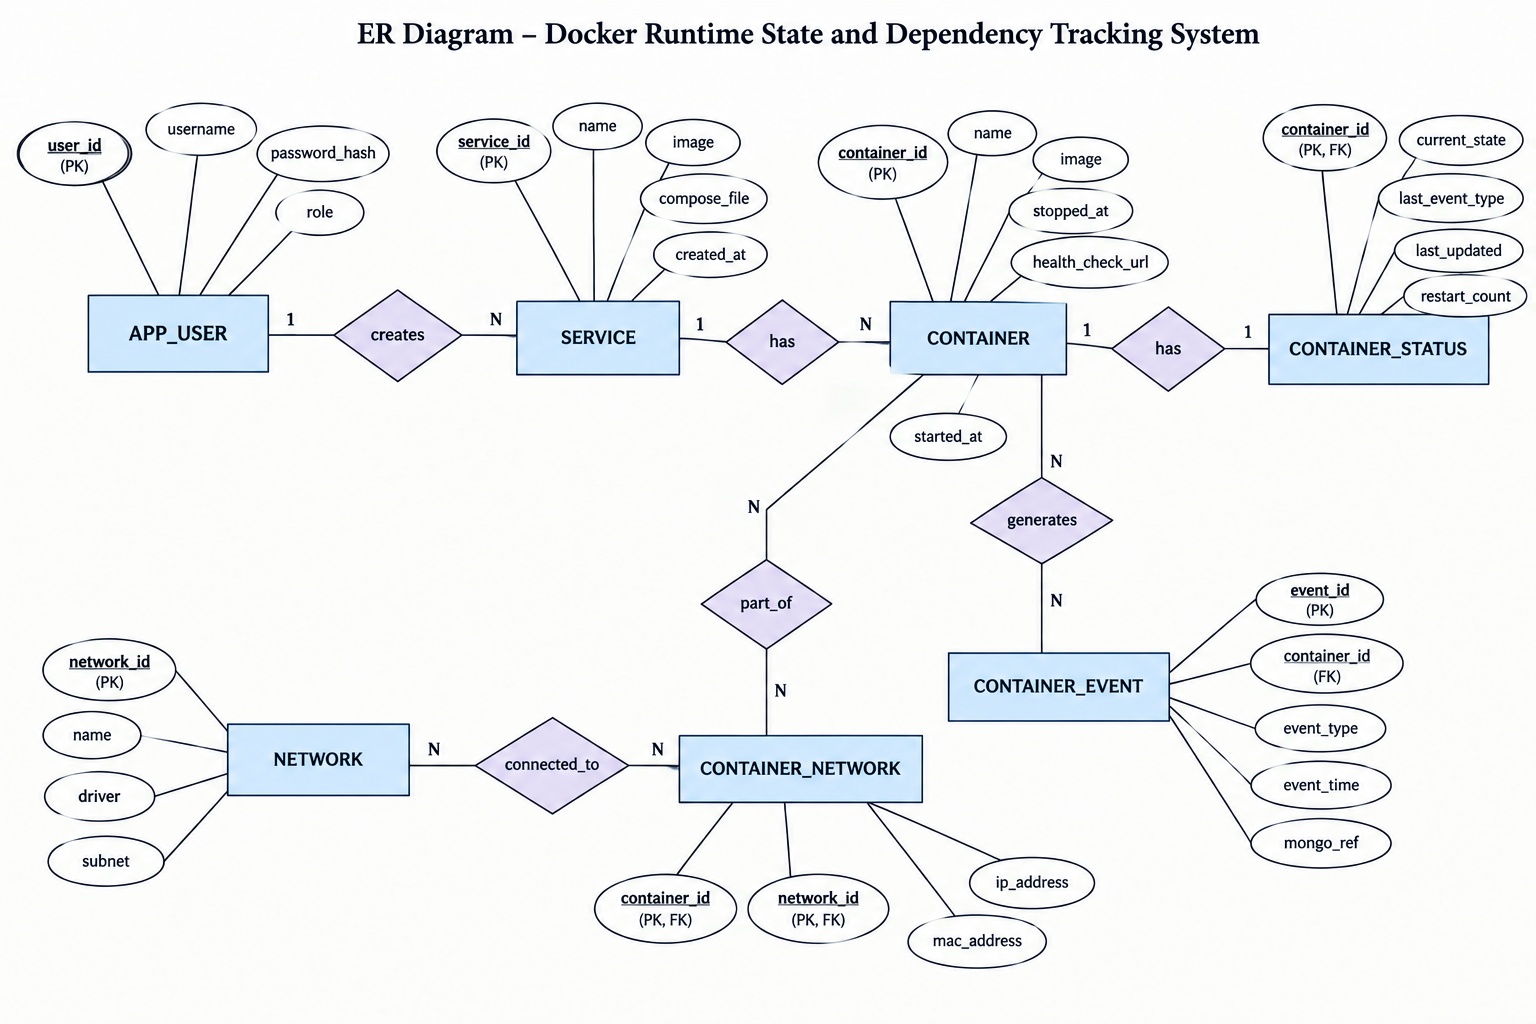 ER Diagram – Docker Runtime State and Dependency Tracking System
user_id
(PK)
username
password_hash
role
APP_USER
1
creates
N
service_id
(PK)
name
image
compose_file
created_at
SERVICE
1
has
N
container_id
(PK)
name
image
stopped_at
health_check_url
CONTAINER
started_at
1
has
1
container_id
(PK, FK)
current_state
last_event_type
last_updated
restart_count
CONTAINER_STATUS
N
part_of
N
N
generates
N
CONTAINER_EVENT
event_id
(PK)
container_id
(FK)
event_type
event_time
mongo_ref
network_id
(PK)
name
driver
subnet
NETWORK
N
connected_to
N
CONTAINER_NETWORK
container_id
(PK, FK)
network_id
(PK, FK)
mac_address
ip_address